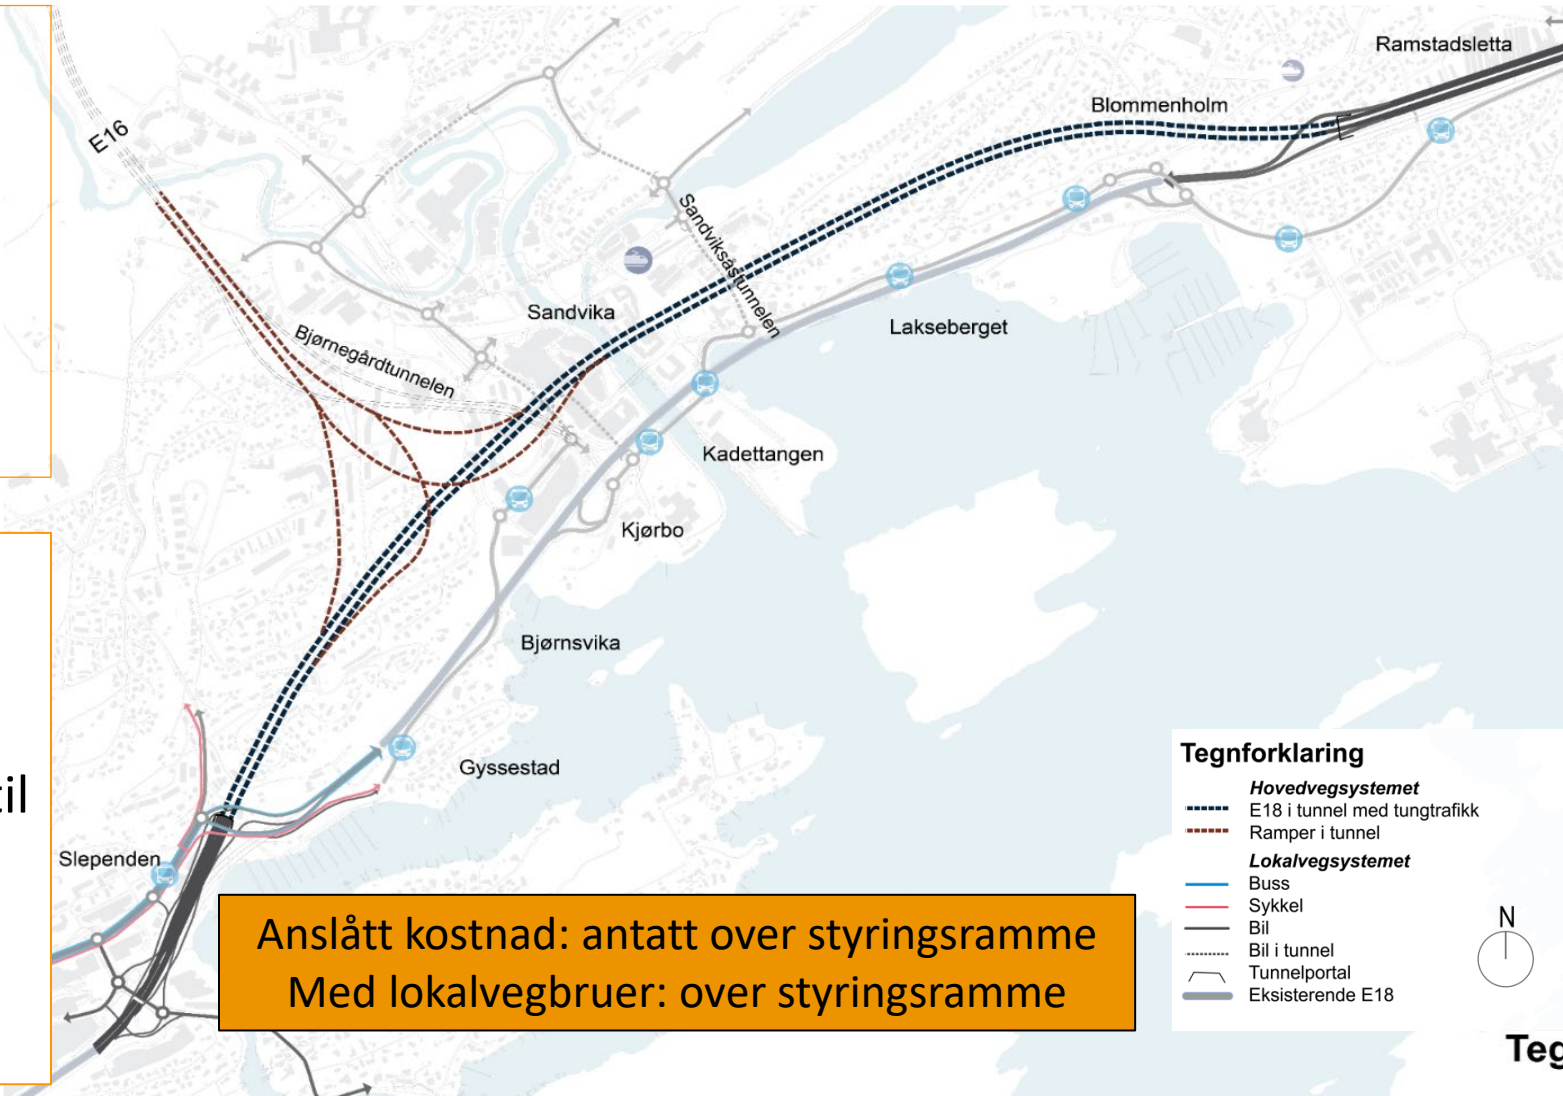 Ramstadsletta
Blommenholm
E16
Sandviksåstunnelen
Sandvika
Bjørnegårdtunnelen
Lakseberget
Kadettangen
Kjørbo
Bjørnsvika
Gyssestad
til
Slependen
Anslått kostnad: antatt over styringsramme
Med lokalvegbruer: over styringsramme
Tegnforklaring
Hovedvegsystemet
E18 i tunnel med tungtrafikk
Ramper i tunnel
Lokalvegsystemet
Buss
Sykkel
Bil
Bil i tunnel
Tunnelportal
Eksisterende E18
N
Teg